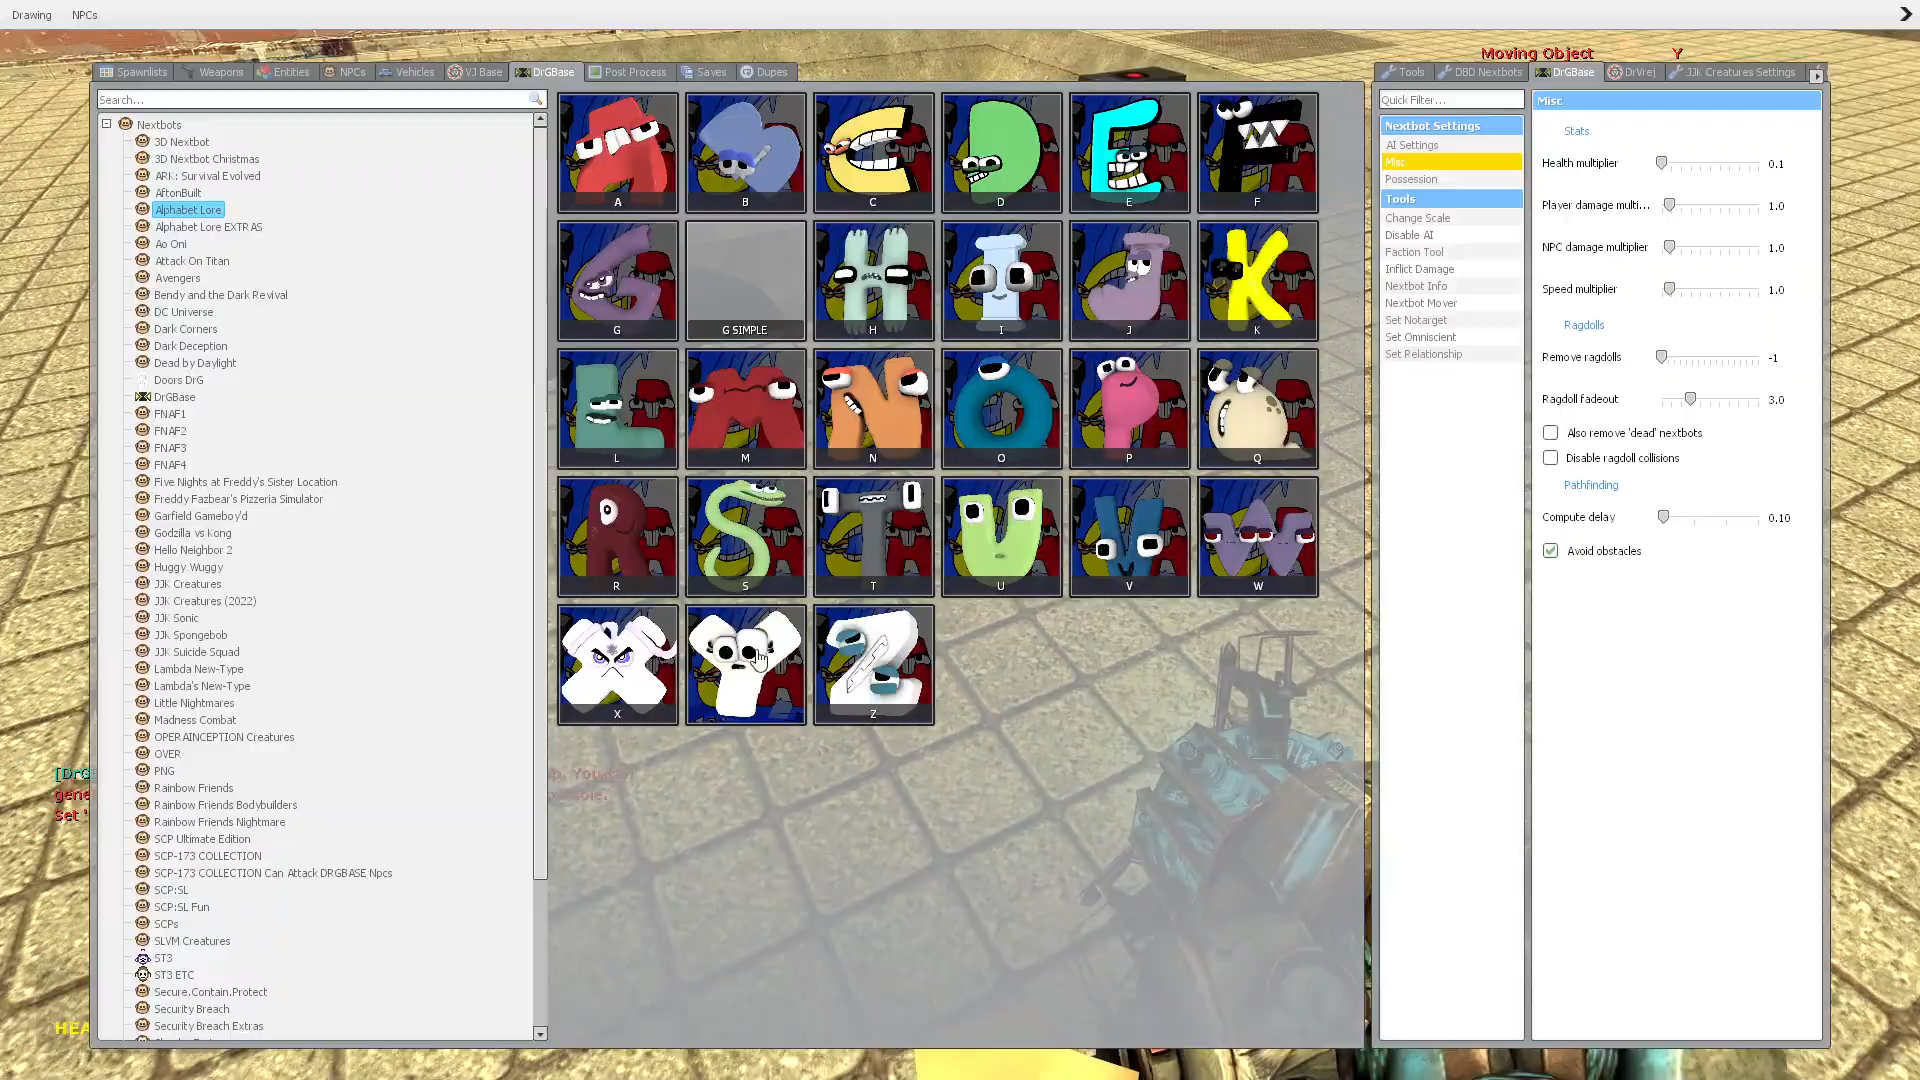 Drawing NPCs
Moving Object Y
Spawnlists Weapons Entities NPCs Vehicles VJ Base DrGBase Post Process Saves Dupes
Search...
Nextbots
3D Nextbot
3D Nextbot Christmas
ARK: Survival Evolved
AftonBuilt
Alphabet Lore
Alphabet Lore EXTRAS
Ao Oni
Attack On Titan
Avengers
Bendy and the Dark Revival
DC Universe
Dark Corners
Dark Deception
Dead by Daylight
Doors DrG
DrGBase
FNAF1
FNAF2
FNAF3
FNAF4
Five Nights at Freddy's Sister Location
Freddy Fazbear's Pizzeria Simulator
Garfield Gameboy'd
Godzilla vs Kong
Hello Neighbor 2
Huggy Wuggy
JJK Creatures
JJK Creatures (2022)
JJK Sonic
JJK Spongebob
JJK Suicide Squad
Lambda New-Type
Lambda's New-Type
Little Nightmares
Madness Combat
OPERAINCEPTION Creatures
OVER
PNG
Rainbow Friends
Rainbow Friends Bodybuilders
Rainbow Friends Nightmare
SCP Ultimate Edition
SCP-173 COLLECTION
SCP-173 COLLECTION Can Attack DRGBASE Npcs
SCP:SL
SCP:SL Fun
SCPs
SLVM Creatures
ST3
ST3 ETC
Secure.Contain.Protect
Security Breach
Security Breach Extras
A B C D E F
G G SIMPLE H I J K
L M N O P Q
R S T U V W
X Z
[DrG
gene
Set '
HEA
Tools DBD Nextbots DrGBase DrVrej JJK Creatures Settings
Quick Filter...
Nextbot Settings
AI Settings
Misc
Possession
Tools
Change Scale
Disable AI
Faction Tool
Inflict Damage
Nextbot Info
Nextbot Mover
Set Notarget
Set Omniscient
Set Relationship
Misc
Stats
Health multiplier 0.1
Player damage multi... 1.0
NPC damage multiplier 1.0
Speed multiplier 1.0
Ragdolls
Remove ragdolls -1
Ragdoll fadeout 3.0
Also remove 'dead' nextbots
Disable ragdoll collisions
Pathfinding
Compute delay 0.10
Avoid obstacles